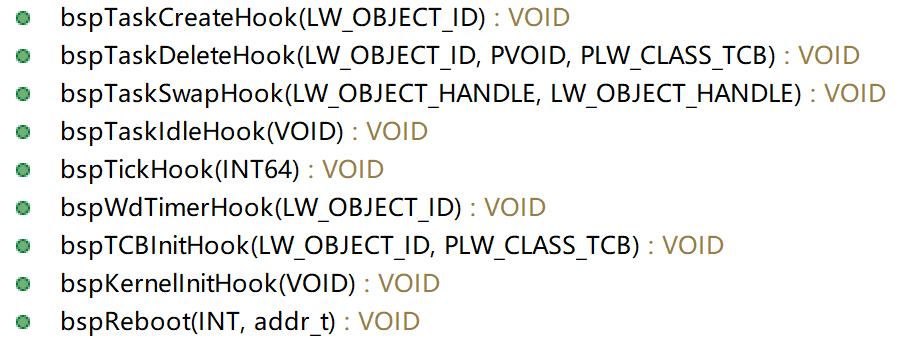 bspTaskCreateHook(LW_OBJECT_ID) : VOID
bspTaskDeleteHook(LW_OBJECT_ID, PVOID, PLW_CLASS_TCB) : VOID
bspTaskSwapHook(LW_OBJECT_HANDLE, LW_OBJECT_HANDLE) : VOID
bspTaskIdleHook(VOID) : VOID
bspTickHook(INT64) : VOID
bspWdTimerHook(LW_OBJECT_ID) : VOID
bspTCBInitHook(LW_OBJECT_ID, PLW_CLASS_TCB) : VOID
bspKernelInitHook(VOID) : VOID
bspReboot(INT, addr_t) : VOID